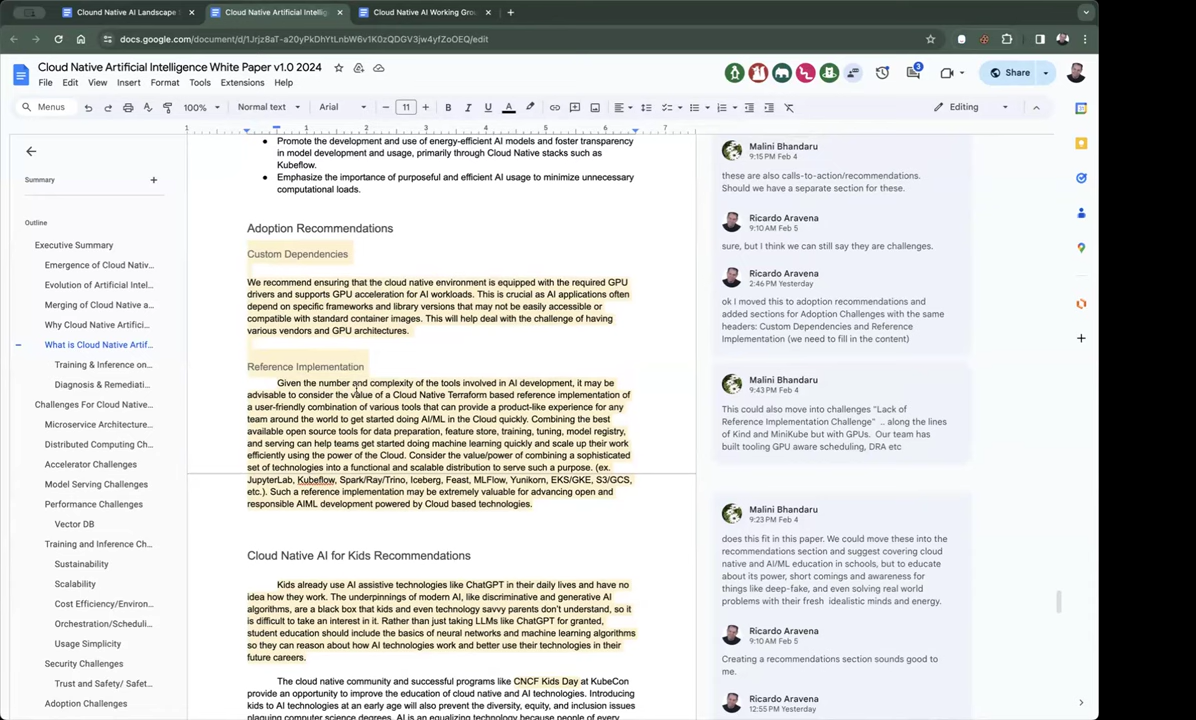 Clound Native AI Landscape
Cloud Native Artificial Intellig
Cloud Native AI Working Grou
docs.google.com/document/d/1Jrjz8aT-a20yPkDhYtLnbW6v1K0zQDGV3jw4yfZoOEQ/edit
Cloud Native Artificial Intelligence White Paper v1.0 2024
File Edit View Insert Format Tools Extensions Help
3
Share
Menus
100%
Normal text
Arial
11
Editing
1 1 2 3 4 5 6 7
Summary
Outline
Executive Summary
Emergence of Cloud Nativ...
Evolution of Artificial Intel...
Merging of Cloud Native a...
Why Cloud Native Artifici...
What is Cloud Native Artif...
Training & Inference on...
Diagnosis & Remediati...
Challenges For Cloud Native...
Microservice Architecture...
Distributed Computing Ch...
Accelerator Challenges
Model Serving Challenges
Performance Challenges
Vector DB
Training and Inference Ch...
Sustainability
Scalability
Cost Efficiency/Environ...
Orchestration/Scheduli...
Usage Simplicity
Security Challenges
Trust and Safety/ Safet...
Adoption Challenges
Promote the development and use of energy-efficient AI models and foster transparency
in model development and usage, primarily through Cloud Native stacks such as
Kubeflow.
Emphasize the importance of purposeful and efficient AI usage to minimize unnecessary
computational loads.
Adoption Recommendations
Custom Dependencies
We recommend ensuring that the cloud native environment is equipped with the required GPU
drivers and supports GPU acceleration for AI workloads. This is crucial as AI applications often
depend on specific frameworks and library versions that may not be easily accessible or
compatible with standard container images. This will help deal with the challenge of having
various vendors and GPU architectures.
Reference Implementation
Given the number and complexity of the tools involved in AI development, it may be
advisable to consider the value of a Cloud Native Terraform based reference implementation of
a user-friendly combination of various tools that can provide a product-like experience for any
team around the world to get started doing AI/ML in the Cloud quickly. Combining the best
available open source tools for data preparation, feature store, training, tuning, model registry,
and serving can help teams get started doing machine learning quickly and scale up their work
efficiently using the power of the Cloud. Consider the value/power of combining a sophisticated
set of technologies into a functional and scalable distribution to serve such a purpose. (ex.
JupyterLab, Kubeflow, Spark/Ray/Trino, Iceberg, Feast, MLFlow, Yunikorn, EKS/GKE, S3/GCS,
etc.). Such a reference implementation may be extremely valuable for advancing open and
responsible AIML development powered by Cloud based technologies.
Cloud Native AI for Kids Recommendations
Kids already use AI assistive technologies like ChatGPT in their daily lives and have no
idea how they work. The underpinnings of modern AI, like discriminative and generative AI
algorithms, are a black box that kids and even technology savvy parents don't understand, so it
is difficult to take an interest in it. Rather than just taking LLMs like ChatGPT for granted,
student education should include the basics of neural networks and machine learning algorithms
so they can reason about how AI technologies work and better use their technologies in their
future careers.
The cloud native community and successful programs like CNCF Kids Day at KubeCon
provide an opportunity to improve the education of cloud native and AI technologies. Introducing
kids to AI technologies at an early age will also prevent the diversity, equity, and inclusion issues
plaguing computer science degrees. AI is an equalizing technology because people of every
Malini Bhandaru
9:15 PM Feb 4
these are also calls-to-action/recommendations.
Should we have a separate section for these.
Ricardo Aravena
9:10 AM Feb 5
sure, but I think we can still say they are challenges.
Ricardo Aravena
2:46 PM Yesterday
ok I moved this to adoption recommendations and
added sections for Adoption Challenges with the same
headers: Custom Dependencies and Reference
Implementation (we need to fill in the content)
Malini Bhandaru
9:43 PM Feb 4
This could also move into challenges "Lack of
Reference Implementation Challenge" .. along the lines
of Kind and MiniKube but with GPUs. Our team has
built tooling GPU aware scheduling, DRA etc
Malini Bhandaru
9:23 PM Feb 4
does this fit in this paper. We could move these into the
recommendations section and suggest covering cloud
native and AI/ML education in schools, but to educate
about its power, short comings and awareness for
things like deep-fake, and even solving real world
problems with their fresh idealistic minds and energy.
Ricardo Aravena
9:10 AM Feb 5
Creating a recommendations section sounds good to
me.
Ricardo Aravena
12:55 PM Yesterday